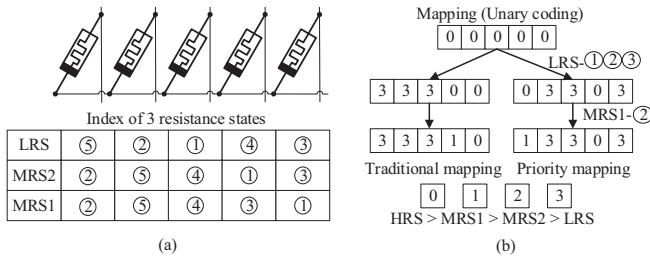 Index of 3 resistance states
LRS ⑤ ② ① ④ ③
MRS2 ② ⑤ ④ ① ③
MRS1 ② ⑤ ④ ③ ①
(a)
Mapping (Unary coding)
0 0 0 0 0
LRS-①②③
3 3 3 0 0 0 3 3 0 3
MRS1-②
3 3 3 1 0 1 3 3 0 3
Traditional mapping Priority mapping
0 1 2 3
HRS > MRS1 > MRS2 > LRS
(b)